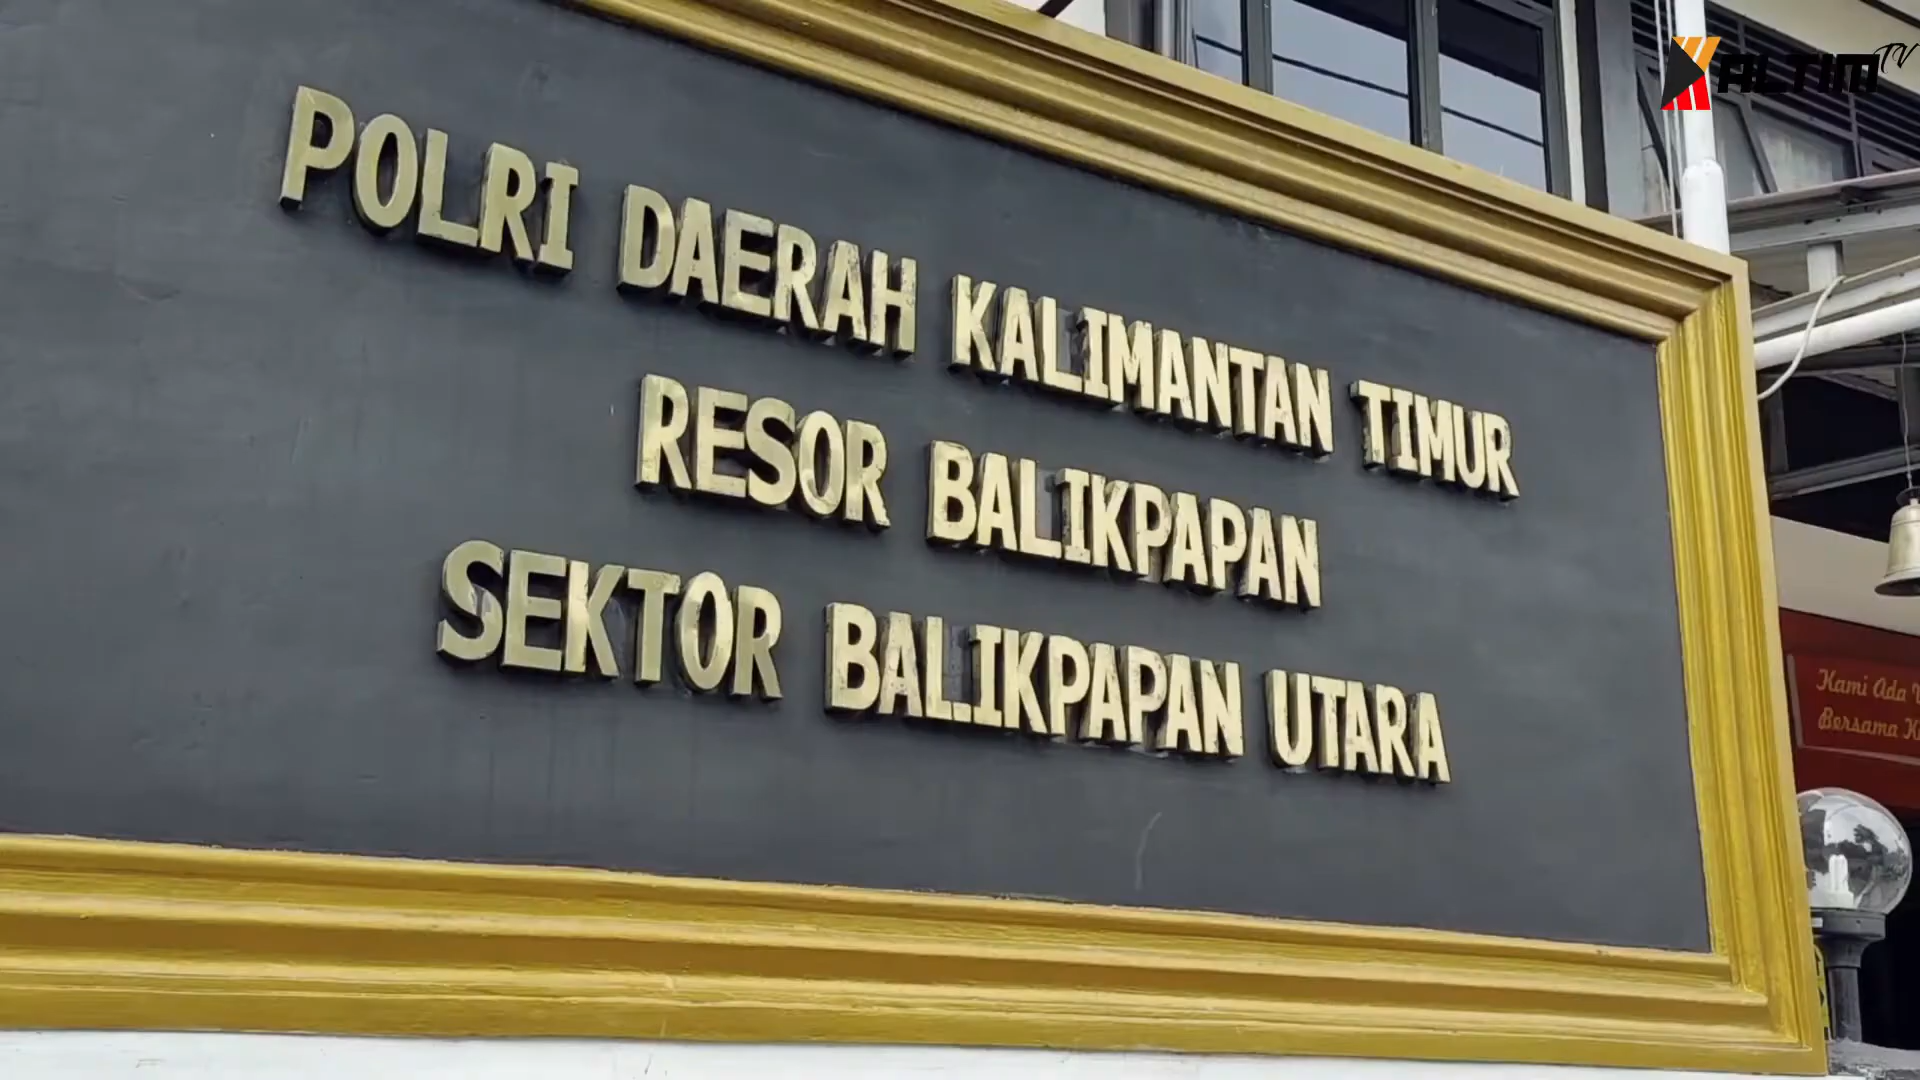 KALTIM TV
POLRI DAERAH KALIMANTAN TIMUR
RESOR BALIKPAPAN
SEKTOR BALIKPAPAN UTARA
Kami Ada
Bersama